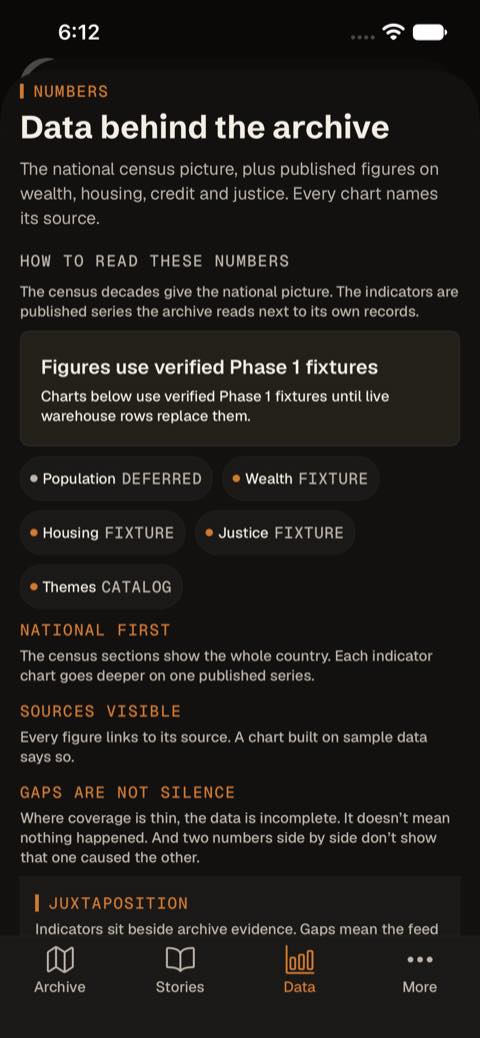 6:12
NUMBERS
Data behind the archive
The national census picture, plus published figures on
wealth, housing, credit and justice. Every chart names
its source.
HOW TO READ THESE NUMBERS
The census decades give the national picture. The indicators are
published series the archive reads next to its own records.
Figures use verified Phase 1 fixtures
Charts below use verified Phase 1 fixtures until live
warehouse rows replace them.
Population DEFERRED
Wealth FIXTURE
Housing FIXTURE
Justice FIXTURE
Themes CATALOG
NATIONAL FIRST
The census sections show the whole country. Each indicator
chart goes deeper on one published series.
SOURCES VISIBLE
Every figure links to its source. A chart built on sample data
says so.
GAPS ARE NOT SILENCE
Where coverage is thin, the data is incomplete. It doesn’t mean
nothing happened. And two numbers side by side don’t show
that one caused the other.
JUXTAPOSITION
Indicators sit beside archive evidence. Gaps mean the feed
Archive
Stories
Data
More